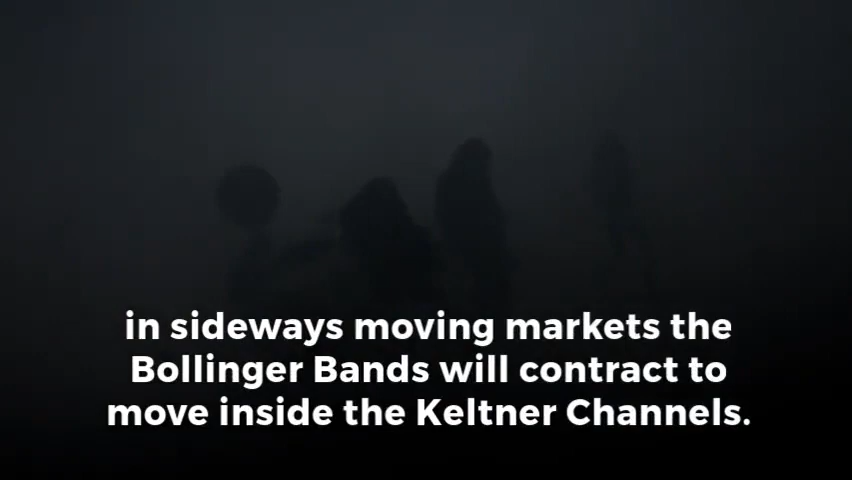 in sideways moving markets the
Bollinger Bands will contract to
move inside the Keltner Channels.